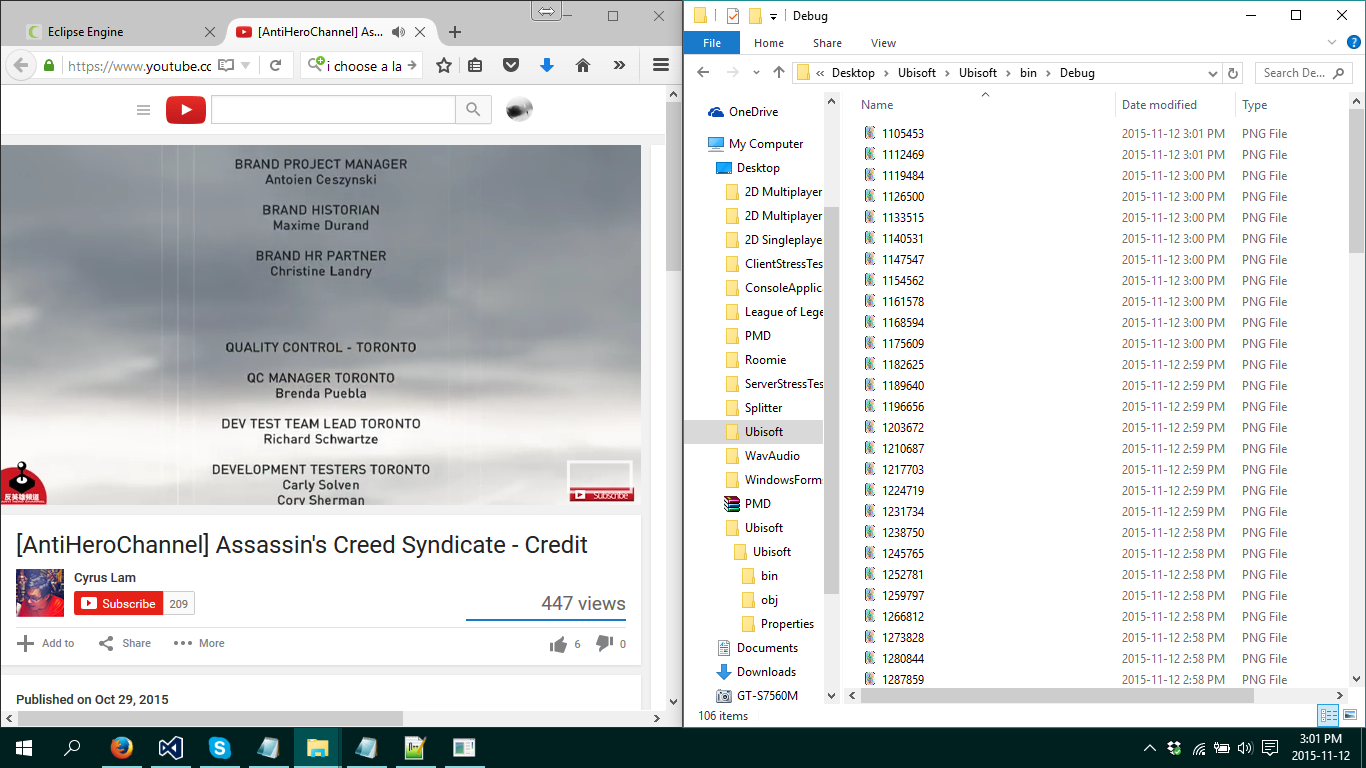 Eclipse Engine
[AntiHeroChannel] As...
https://www.youtube.cc
i choose a la
BRAND PROJECT MANAGER
Antoien Ceszynski
BRAND HISTORIAN
Maxime Durand
BRAND HR PARTNER
Christine Landry
QUALITY CONTROL - TORONTO
QC MANAGER TORONTO
Brenda Puebla
DEV TEST TEAM LEAD TORONTO
Richard Schwartze
DEVELOPMENT TESTERS TORONTO
Carly Solven
Cory Sherman
反英雄頻道
Subscribe
[AntiHeroChannel] Assassin's Creed Syndicate - Credit
Cyrus Lam
Subscribe 209
447 views
Add to Share More 6 0
Published on Oct 29, 2015
Debug
File Home Share View
« Desktop Ubisoft Ubisoft bin Debug
Search De...
OneDrive
My Computer
Desktop
2D Multiplayer
2D Multiplayer
2D Singleplaye
ClientStressTes
ConsoleApplic
League of Lege
PMD
Roomie
ServerStressTes
Splitter
Ubisoft
WavAudio
WindowsForm
PMD
Ubisoft
Ubisoft
bin
obj
Properties
Documents
Downloads
GT-S7560M
Name Date modified Type
1105453 2015-11-12 3:01 PM PNG File
1112469 2015-11-12 3:01 PM PNG File
1119484 2015-11-12 3:00 PM PNG File
1126500 2015-11-12 3:00 PM PNG File
1133515 2015-11-12 3:00 PM PNG File
1140531 2015-11-12 3:00 PM PNG File
1147547 2015-11-12 3:00 PM PNG File
1154562 2015-11-12 3:00 PM PNG File
1161578 2015-11-12 3:00 PM PNG File
1168594 2015-11-12 3:00 PM PNG File
1175609 2015-11-12 3:00 PM PNG File
1182625 2015-11-12 2:59 PM PNG File
1189640 2015-11-12 2:59 PM PNG File
1196656 2015-11-12 2:59 PM PNG File
1203672 2015-11-12 2:59 PM PNG File
1210687 2015-11-12 2:59 PM PNG File
1217703 2015-11-12 2:59 PM PNG File
1224719 2015-11-12 2:59 PM PNG File
1231734 2015-11-12 2:59 PM PNG File
1238750 2015-11-12 2:58 PM PNG File
1245765 2015-11-12 2:58 PM PNG File
1252781 2015-11-12 2:58 PM PNG File
1259797 2015-11-12 2:58 PM PNG File
1266812 2015-11-12 2:58 PM PNG File
1273828 2015-11-12 2:58 PM PNG File
1280844 2015-11-12 2:58 PM PNG File
1287859 2015-11-12 2:58 PM PNG File
106 items
3:01 PM
2015-11-12